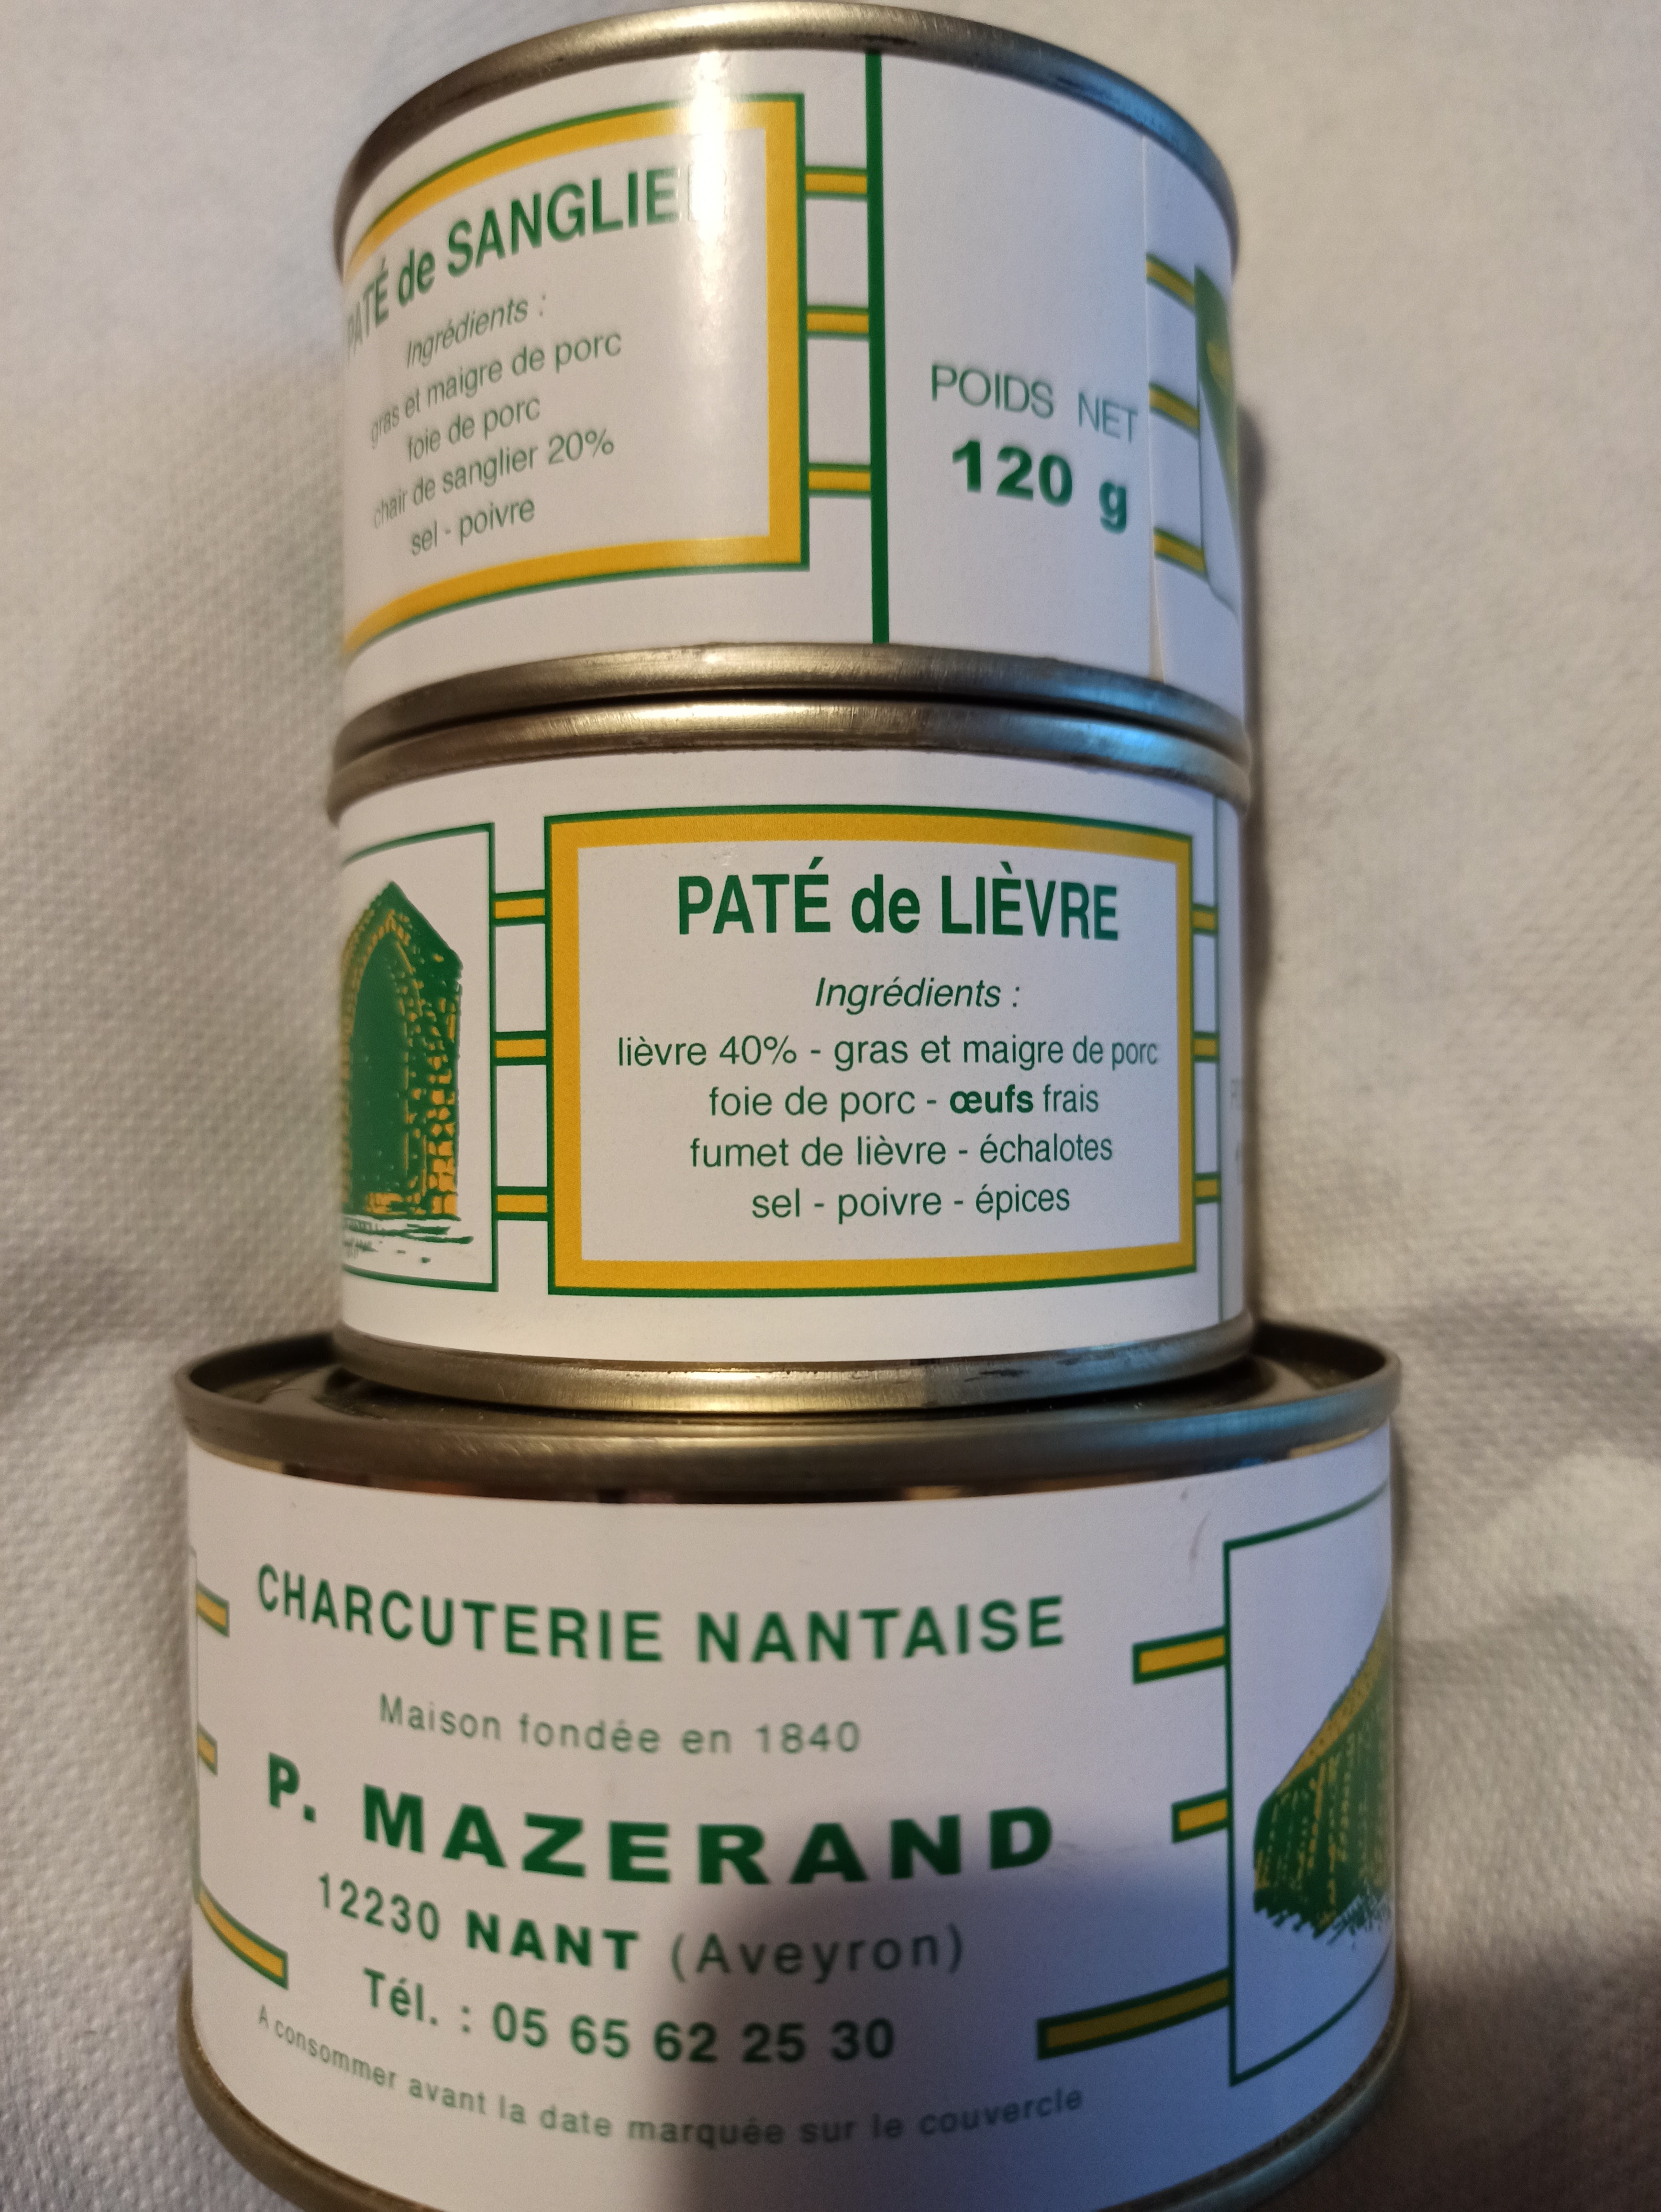 PATÉ de SANGLIER
Ingrédients :
gras et maigre de porc
foie de porc
chair de sanglier 20%
sel - poivre
POIDS NET
120 g
PATÉ de LIÈVRE
Ingrédients :
lièvre 40% - gras et maigre de porc
foie de porc - œufs frais
fumet de lièvre - échalotes
sel - poivre - épices
CHARCUTERIE NANTAISE
Maison fondée en 1840
P. MAZERAND
12230 NANT (Aveyron)
Tél. : 05 65 62 25 30
A consommer avant la date marquée sur le couvercle